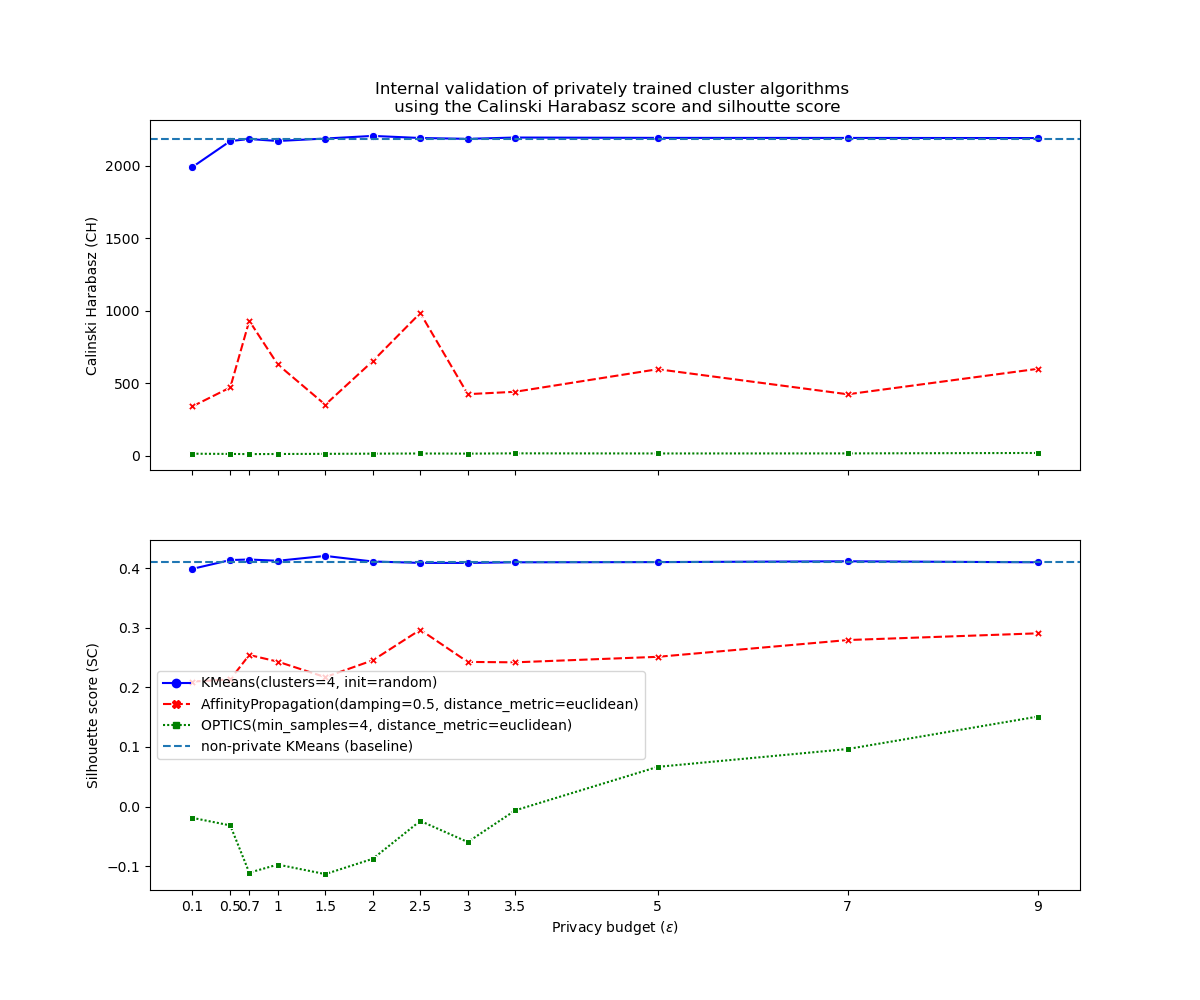 Internal validation of privately trained cluster algorithms
using the Calinski Harabasz score and silhoutte score
Calinski Harabasz (CH)
2000
1500
1000
500
0
Silhouette score (SC)
0.4
0.3
0.2
0.1
0.0
−0.1
KMeans(clusters=4, init=random)
AffinityPropagation(damping=0.5, distance_metric=euclidean)
OPTICS(min_samples=4, distance_metric=euclidean)
non-private KMeans (baseline)
0.1 0.5 0.7 1 1.5 2 2.5 3 3.5 5 7 9
Privacy budget (ε)